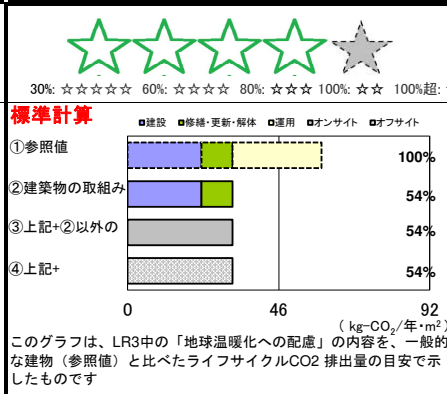 30%: ☆☆☆☆☆ 60%: ☆☆☆☆ 80%: ☆☆☆ 100%: ☆☆ 100%超:
標準計算
建設 修繕・更新・解体 運用 オンサイト オフサイト
①参照値 100%
②建築物の取組み 54%
③上記+②以外の 54%
④上記+ 54%
0 46 92
( kg-CO₂/年・m²)
このグラフは、LR3中の「地球温暖化への配慮」の内容を、一般的
な建物（参照値）と比べたライフサイクルCO2 排出量の目安で示
したものです